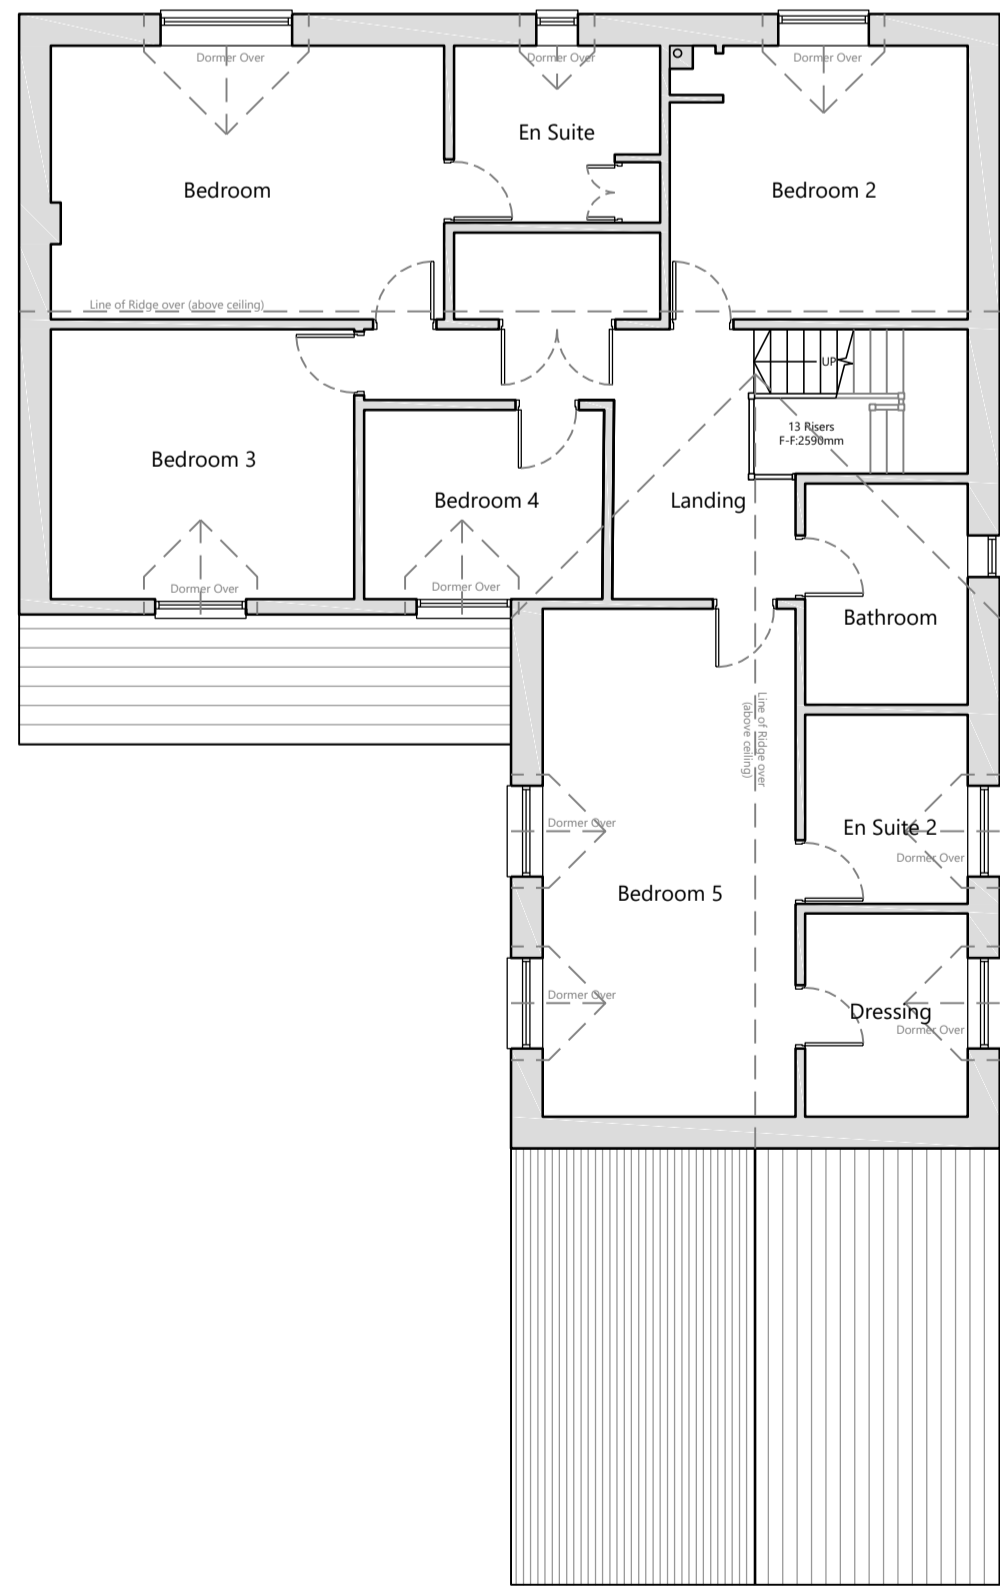 Dormer Over
Dormer Over
Dormer Over
En Suite
Bedroom
Bedroom 2
Line of Ridge over (above ceiling)
UP
13 Risers
F-F:2590mm
Bedroom 3
Bedroom 4
Landing
Dormer Over
Dormer Over
Bathroom
Line of Ridge over
(above ceiling)
Dormer Over
En Suite 2
Dormer Over
Bedroom 5
Dormer Over
Dressing
Dormer Over